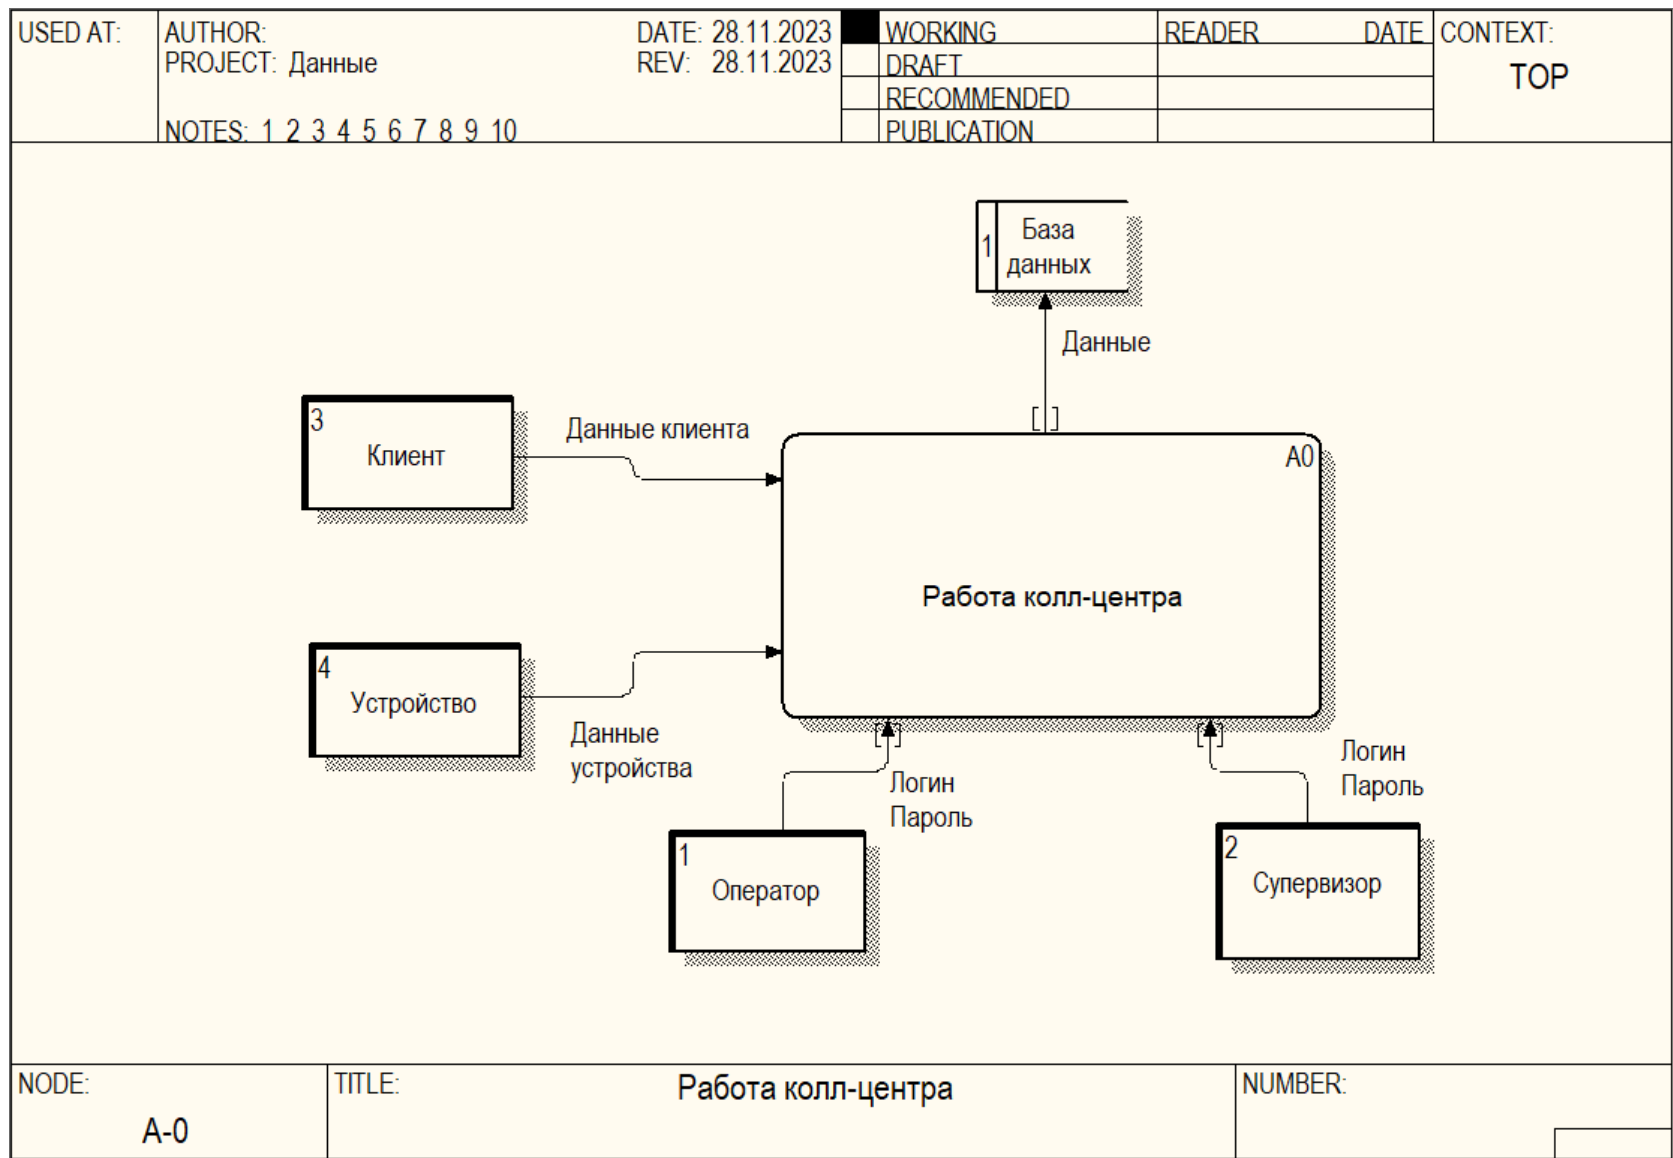 USED AT:
AUTHOR:
DATE: 28.11.2023
PROJECT: Данные
REV: 28.11.2023
NOTES: 1 2 3 4 5 6 7 8 9 10
WORKING
DRAFT
RECOMMENDED
PUBLICATION
READER
DATE
CONTEXT:
TOP
1
База
данных
Данные
3
Клиент
Данные клиента
A0
Работа колл-центра
4
Устройство
Данные
устройства
Логин
Пароль
Логин
Пароль
1
Оператор
2
Супервизор
NODE:
A-0
TITLE:
Работа колл-центра
NUMBER: